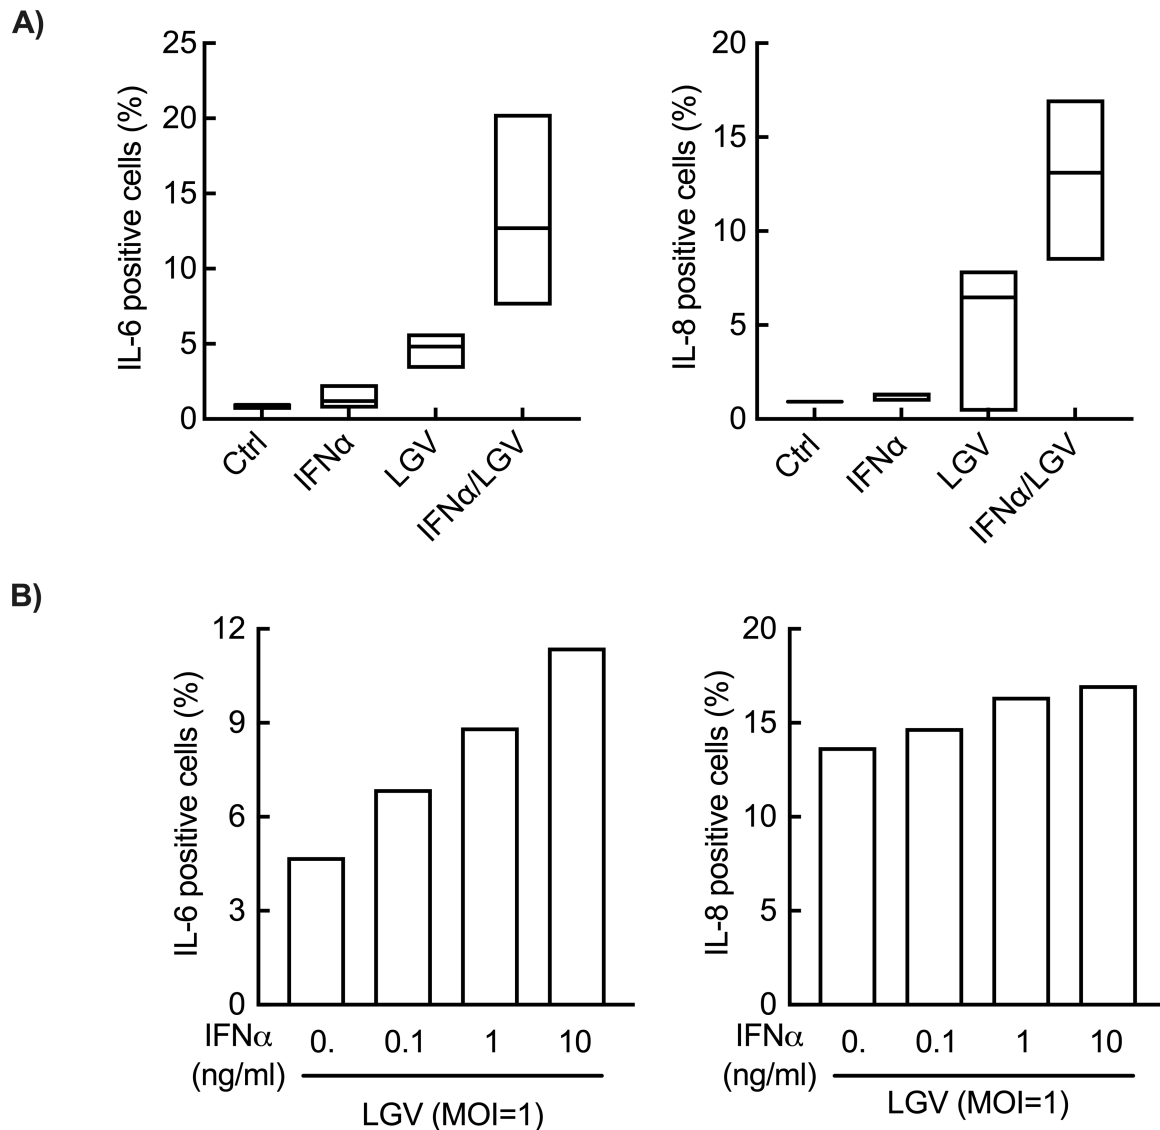 A)
IL-6 positive cells (%)
25
20
15
10
5
0
Ctrl
IFNα
LGV
IFNα/LGV
IL-8 positive cells (%)
20
15
10
5
0
Ctrl
IFNα
LGV
IFNα/LGV
B)
IL-6 positive cells (%)
12
9
6
3
0
IFNα 0. 0.1 1 10
(ng/ml)
LGV (MOI=1)
IL-8 positive cells (%)
20
15
10
5
0
IFNα 0. 0.1 1 10
(ng/ml)
LGV (MOI=1)